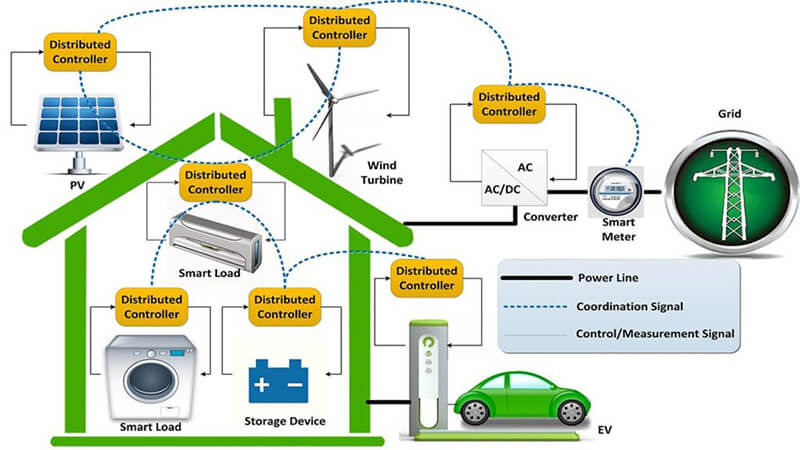 Distributed
Controller
Distributed
Controller
Distributed
Controller
Grid
AC
AC/DC
PV
Wind
Turbine
Converter
Smart
Meter
Distributed
Controller
Smart Load
Distributed
Controller
Distributed
Controller
Distributed
Controller
Power Line
Coordination Signal
Control/Measurement Signal
+ −
Smart Load
Storage Device
EV